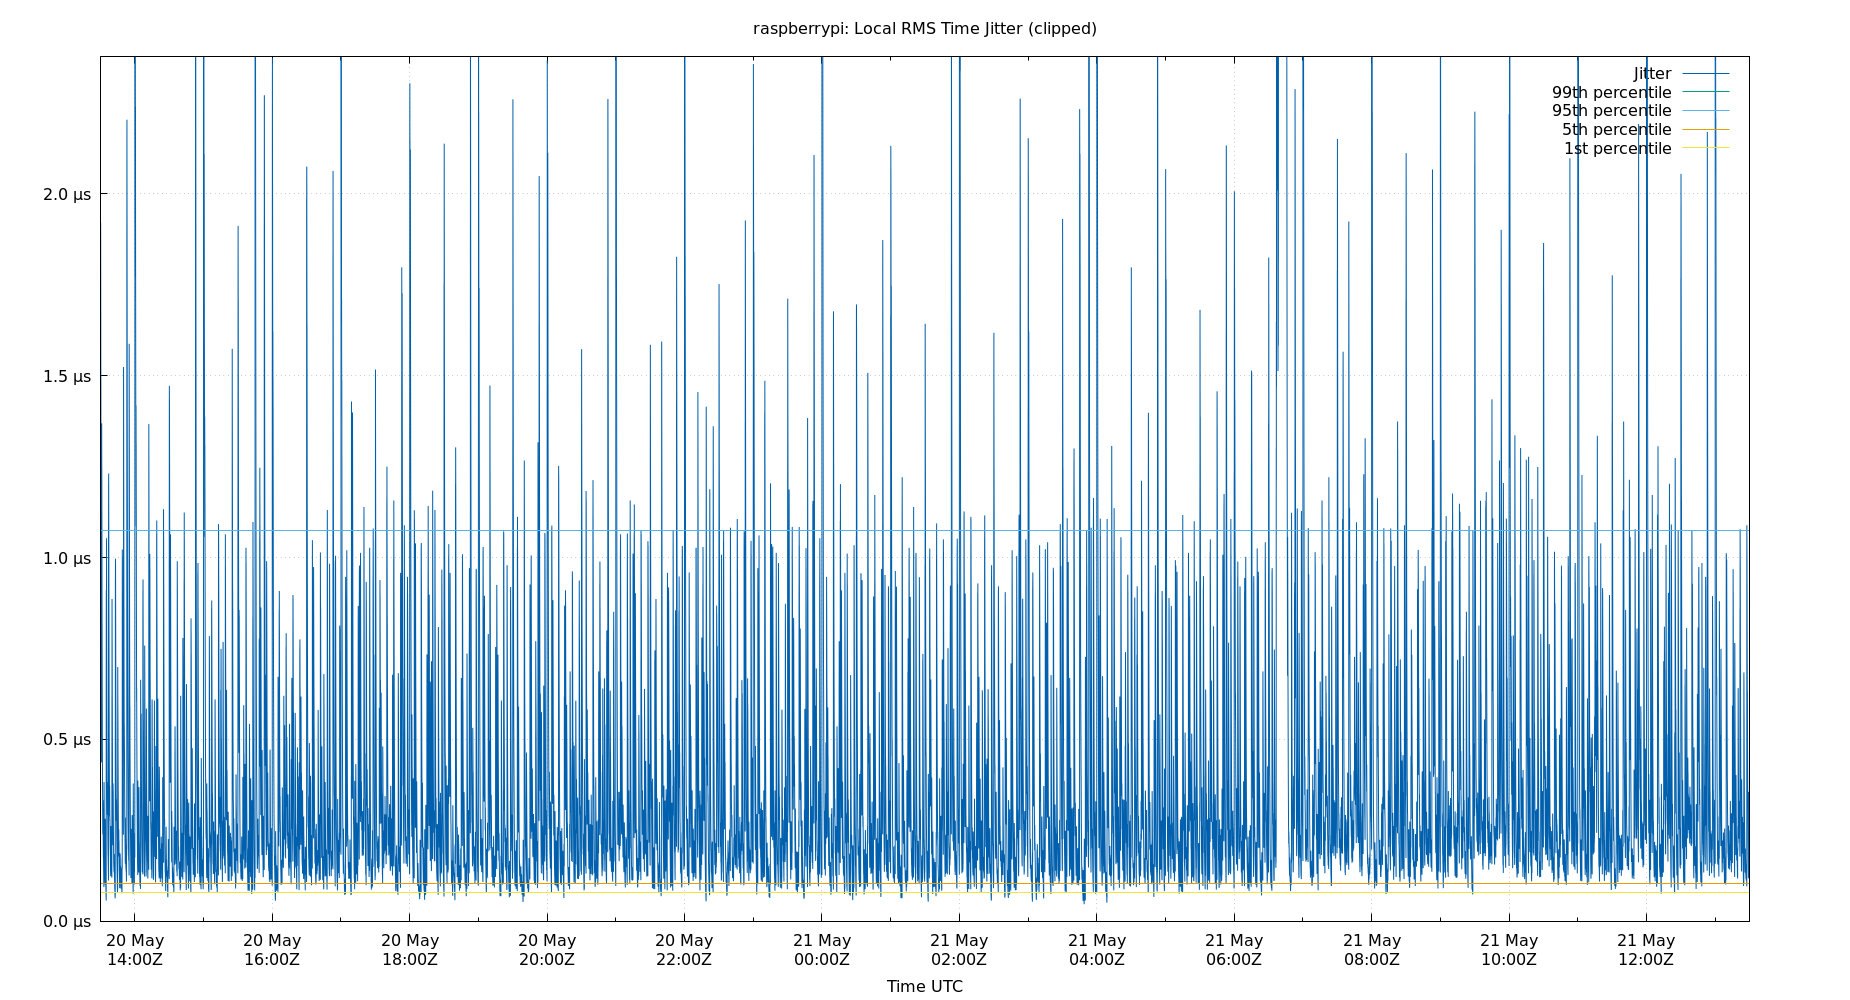 raspberrypi: Local RMS Time Jitter (clipped)
Jitter
99th percentile
95th percentile
5th percentile
1st percentile
2.0 µs
1.5 µs
1.0 µs
0.5 µs
0.0 µs
20 May 20 May 20 May 20 May 20 May 21 May 21 May 21 May 21 May 21 May 21 May 21 May
14:00Z 16:00Z 18:00Z 20:00Z 22:00Z 00:00Z 02:00Z 04:00Z 06:00Z 08:00Z 10:00Z 12:00Z
Time UTC